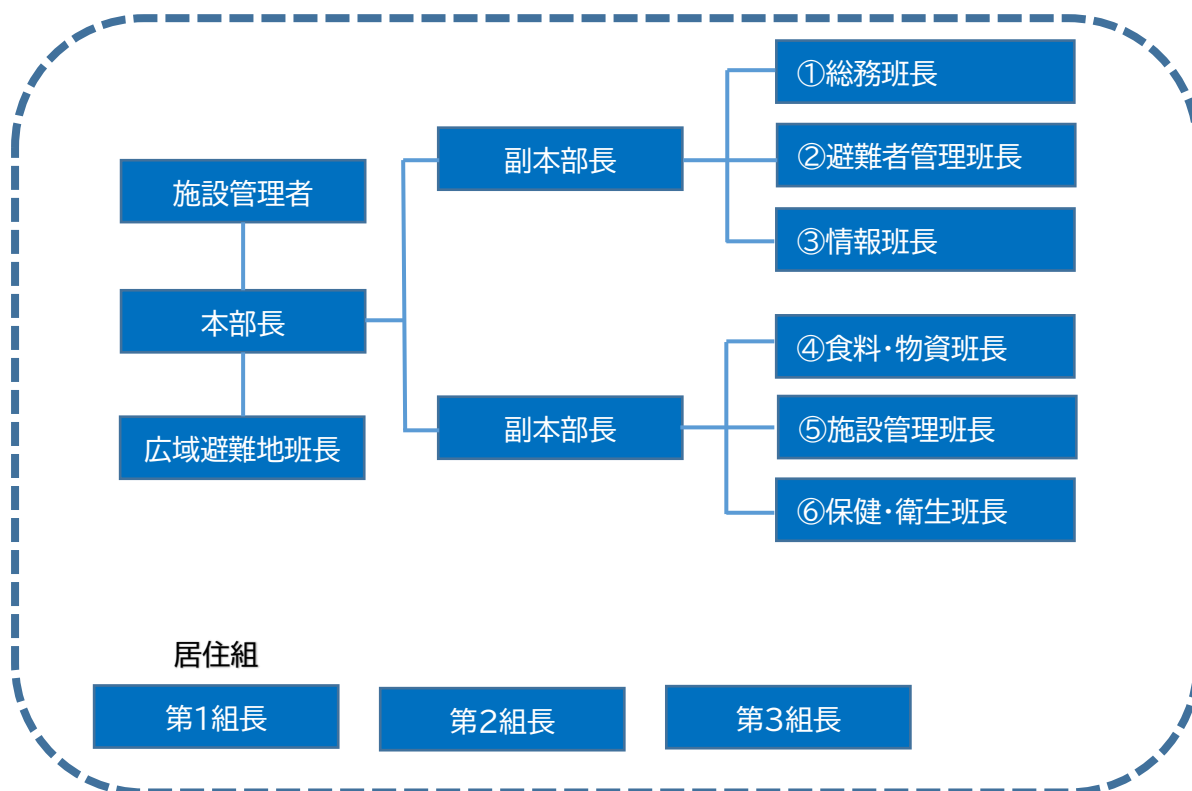 施設管理者
本部長
広域避難地班長
副本部長
副本部長
①総務班長
②避難者管理班長
③情報班長
④食料・物資班長
⑤施設管理班長
⑥保健・衛生班長
居住組
第1組長
第2組長
第3組長